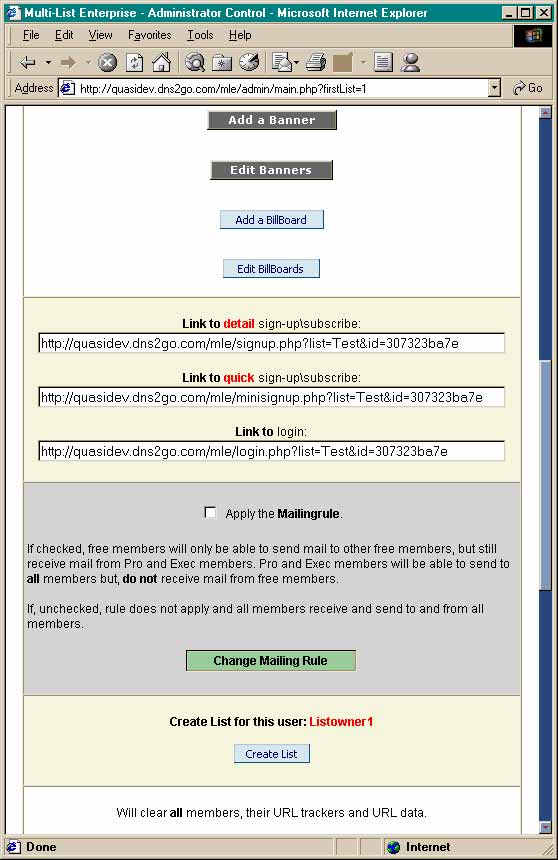 Multi-List Enterprise - Administrator Control - Microsoft Internet Explorer
File Edit View Favorites Tools Help
Back
Address http://quasidev.dns2go.com/mle/admin/main.php?firstList=1 Go
Add a Banner
Edit Banners
Add a BillBoard
Edit BillBoards
Link to detail sign-up\subscribe:
http://quasidev.dns2go.com/mle/signup.php?list=Test&id=307323ba7e
Link to quick sign-up\subscribe:
http://quasidev.dns2go.com/mle/minisignup.php?list=Test&id=307323ba7e
Link to login:
http://quasidev.dns2go.com/mle/login.php?list=Test&id=307323ba7e
Apply the Mailingrule.
If checked, free members will only be able to send mail to other free members, but still
receive mail from Pro and Exec members. Pro and Exec members will be able to send to
all members but, do not receive mail from free members.
If, unchecked, rule does not apply and all members receive and send to and from all
members.
Change Mailing Rule
Create List for this user: Listowner1
Create List
Will clear all members, their URL trackers and URL data.
Done Internet